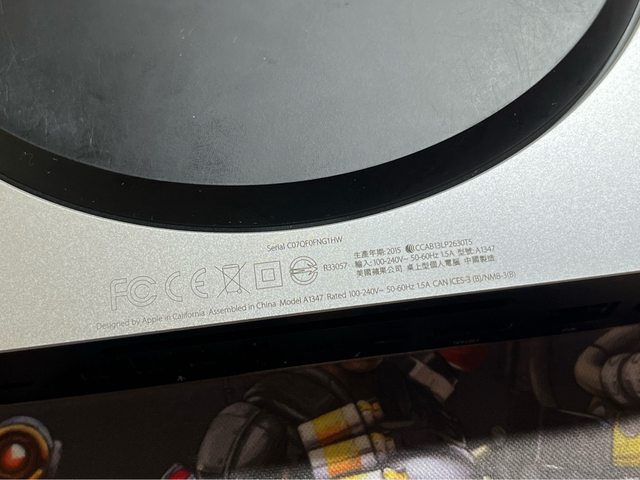 Serial C07QF0FNG1HW
FC CE R33057
生產年期: 2015 CCAB13LP2630T5
輸入: 100-240V~ 50-60Hz 1.5A 型號: A1347
美國蘋果公司 桌上型個人電腦 中國製造
Designed by Apple in California Assembled in China Model A1347 Rated 100-240V~ 50-60Hz 1.5A CAN ICES-3 (B)/NMB-3(B)